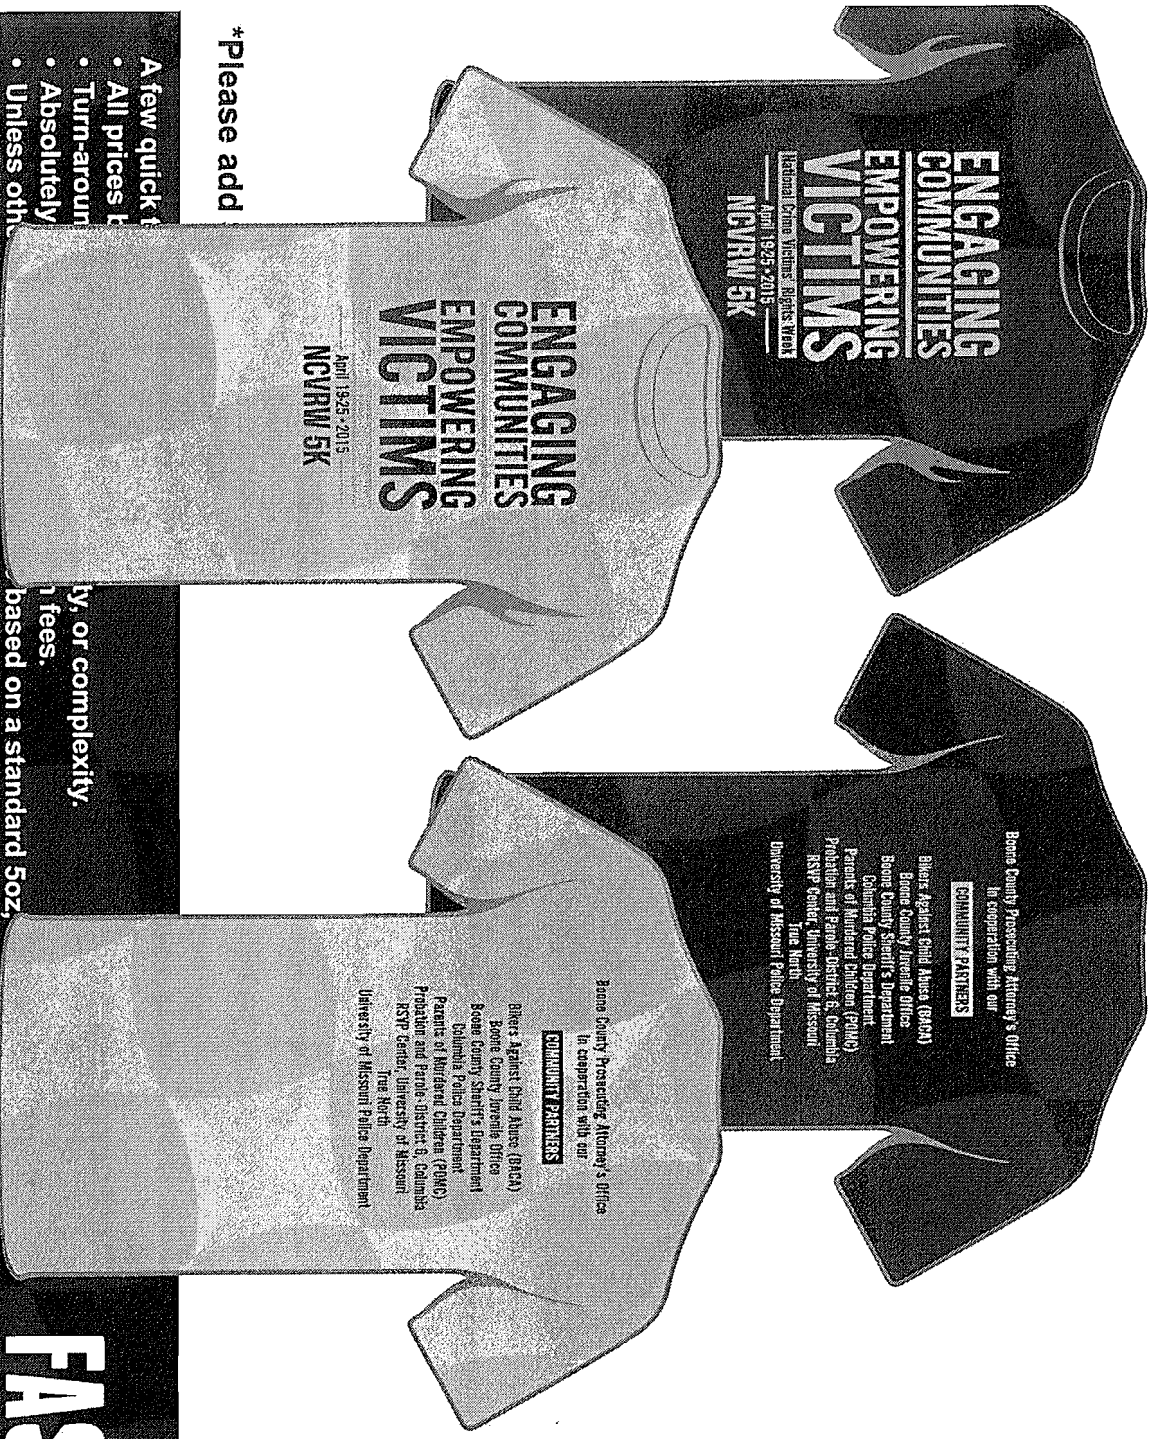 ENGAGING
COMMUNITIES
EMPOWERING
VICTIMS
National Crime Victims' Rights Week
April 19-25 • 2015
NCVRW 5K
Boone County Prosecuting Attorney's Office
In cooperation with our
COMMUNITY PARTNERS
Bikers Against Child Abuse (BACA)
Boone County Juvenile Office
Boone County Sheriff's Department
Columbia Police Department
Parents of Murdered Children (POMC)
Probation and Parole-District 6, Columbia
RSVP Center, University of Missouri
True North
University of Missouri Police Department
ENGAGING
COMMUNITIES
EMPOWERING
VICTIMS
April 19-25 • 2015
NCVRW 5K
Boone County Prosecuting Attorney's Office
In cooperation with our
COMMUNITY PARTNERS
Bikers Against Child Abuse (BACA)
Boone County Juvenile Office
Boone County Sheriff's Department
Columbia Police Department
Parents of Murdered Children (POMC)
Probation and Parole-District 6, Columbia
RSVP Center, University of Missouri
True North
University of Missouri Police Department
*Please add
A few quick
• All prices
• Turn-aroun ty, or complexity.
• Absolutely n fees.
• Unless oth based on a standard 5oz,
FAS